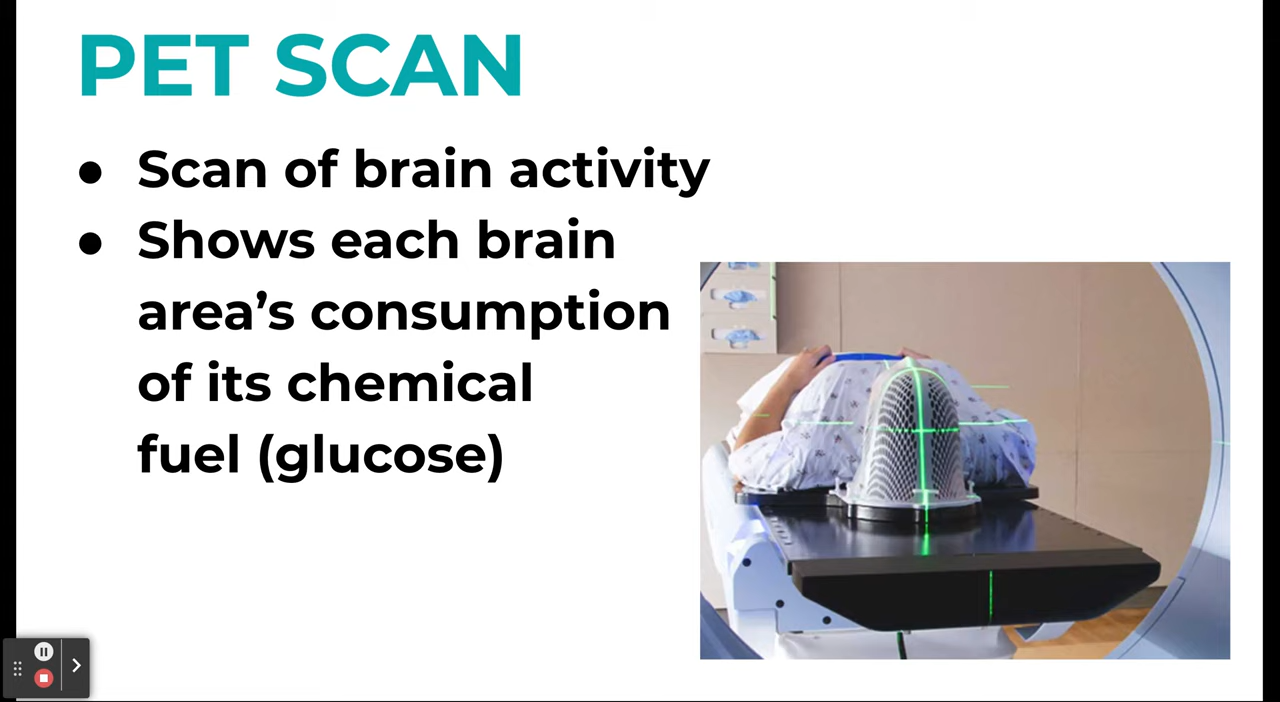 PET SCAN
● Scan of brain activity
● Shows each brain
area’s consumption
of its chemical
fuel (glucose)